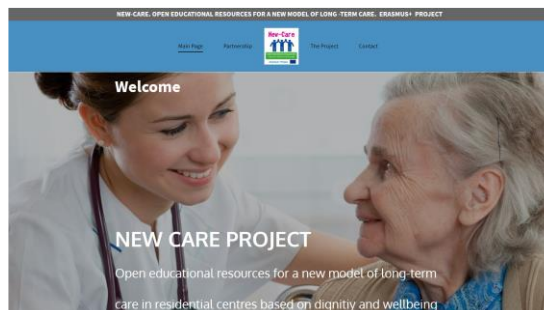 NEW-CARE. OPEN EDUCATIONAL RESOURCES FOR A NEW MODEL OF LONG -TERM CARE. ERASMUS+ PROJECT
New-Care
Main Page Partnership The Project Contact
Welcome
NEW CARE PROJECT
Open educational resources for a new model of long-term
care in residential centres based on dignitiy and wellbeing